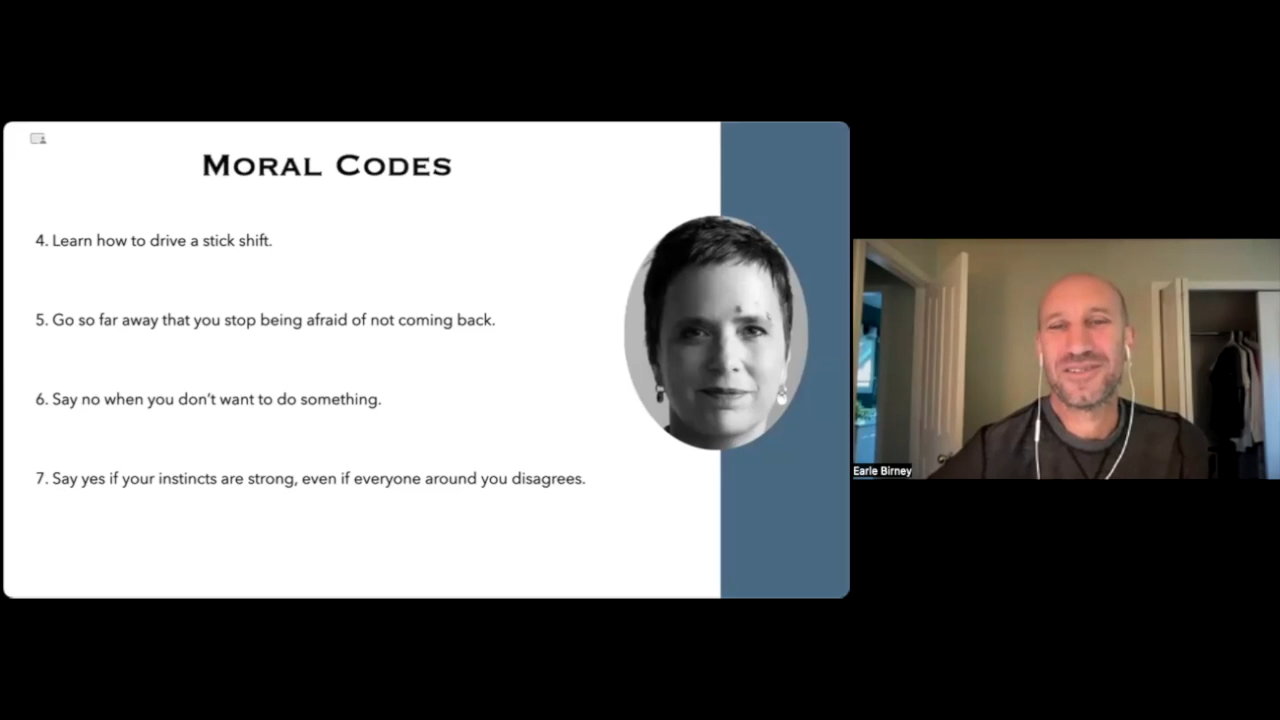 MORAL CODES
4. Learn how to drive a stick shift.
5. Go so far away that you stop being afraid of not coming back.
6. Say no when you don’t want to do something.
7. Say yes if your instincts are strong, even if everyone around you disagrees.
Earle Birney